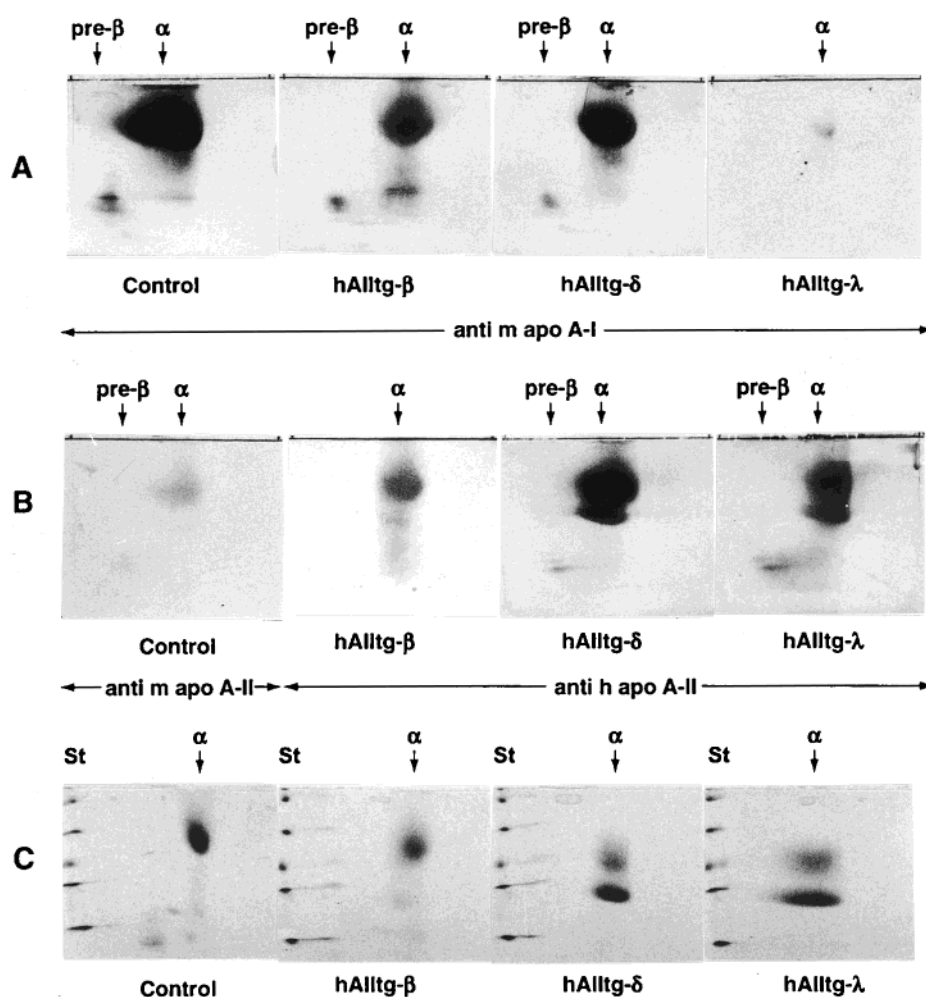 pre-β α pre-β α pre-β α α
A
Control hAIItg-β hAIItg-δ hAIItg-λ
anti m apo A-I
pre-β α α pre-β α pre-β α
B
Control hAIItg-β hAIItg-δ hAIItg-λ
anti m apo A-II anti h apo A-II
St α St α St α St α
C
Control hAIItg-β hAIItg-δ hAIItg-λ